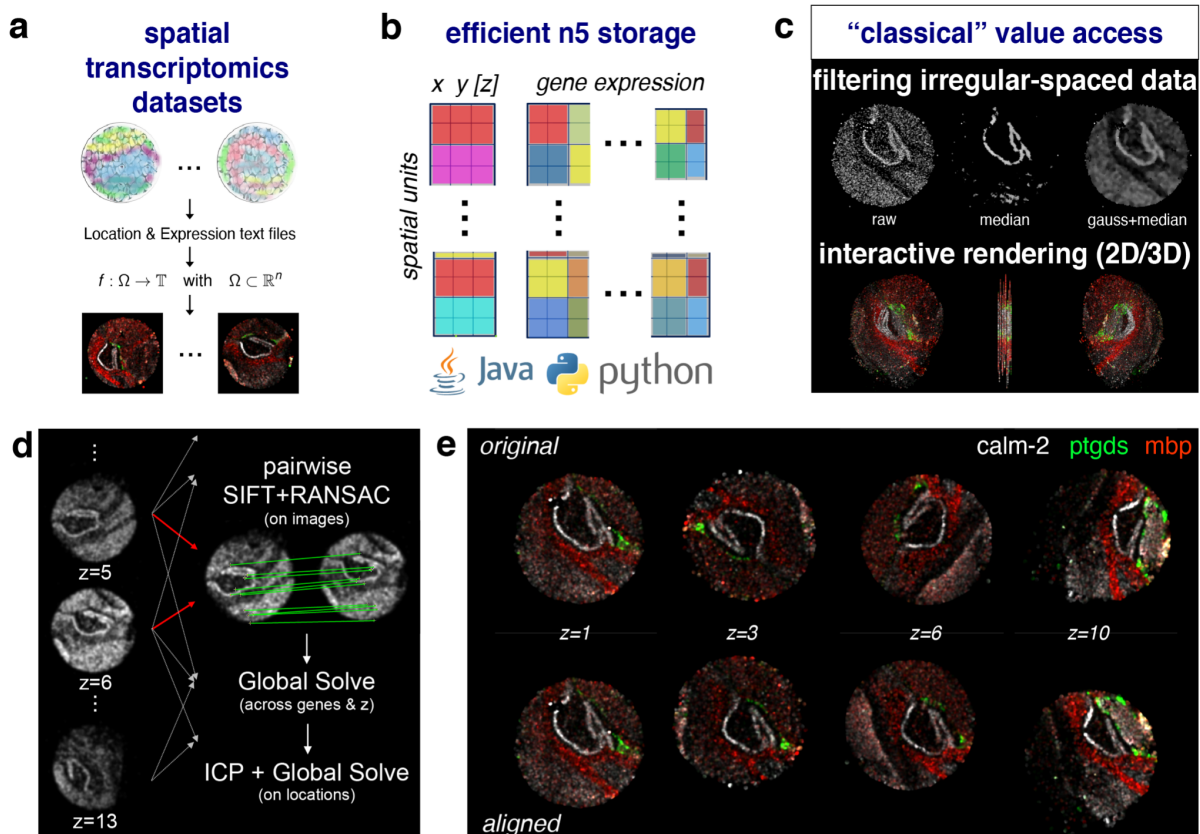 a
spatial
transcriptomics
datasets
...
Location & Expression text files
f : Ω → 𝕋 with Ω ⊂ ℝⁿ
...
b
efficient n5 storage
x y [z] gene expression
spatial units
...
...
Java python
c
“classical” value access
filtering irregular-spaced data
raw median gauss+median
interactive rendering (2D/3D)
d
...
z=5
z=6
...
z=13
pairwise
SIFT+RANSAC
(on images)
Global Solve
(across genes & z)
ICP + Global Solve
(on locations)
e
original
calm-2 ptgds mbp
z=1 z=3 z=6 z=10
aligned